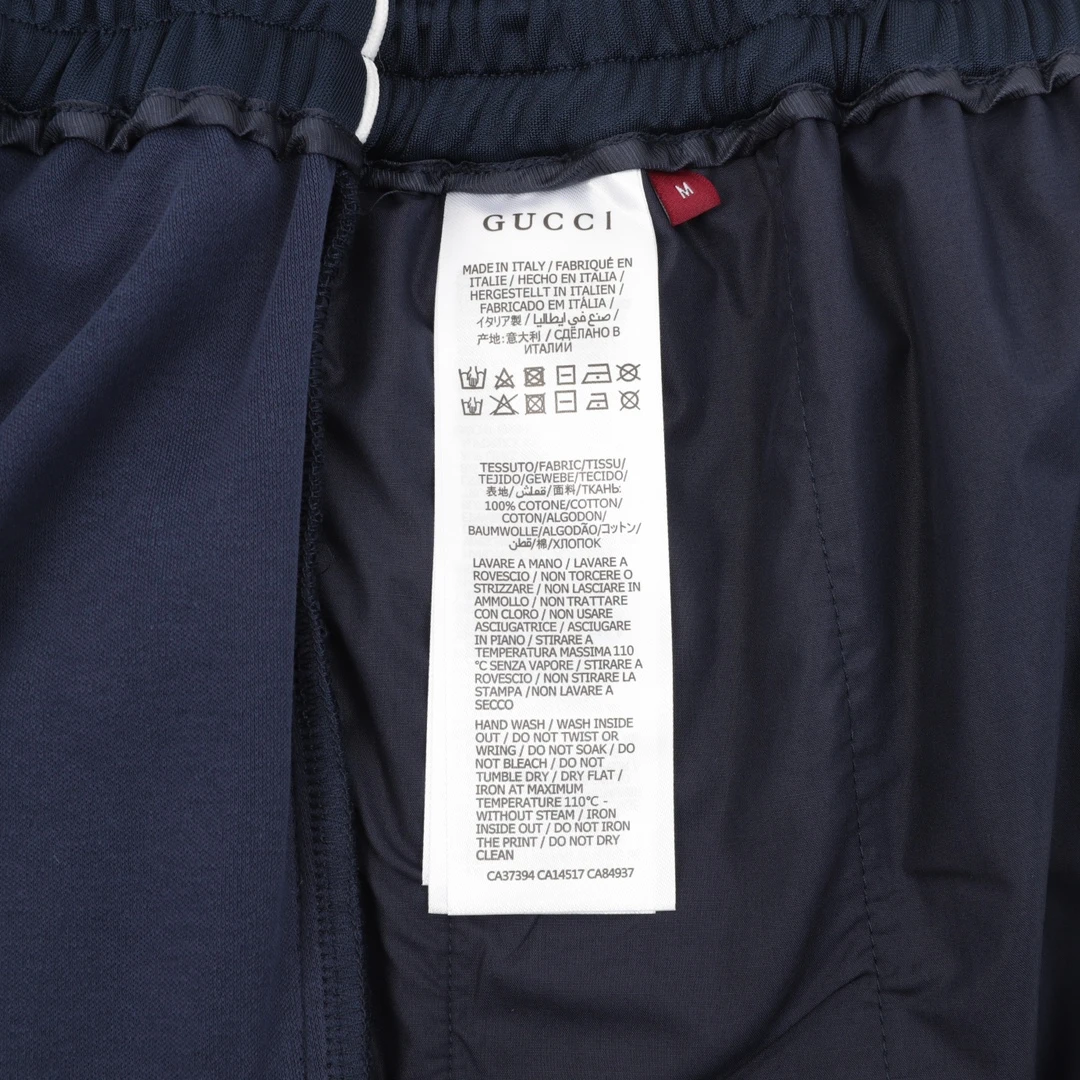 GUCCI
M
MADE IN ITALY / FABRIQUÉ EN
ITALIE / HECHO EN ITALIA /
HERGESTELLT IN ITALIEN /
FABRICADO EM ITÁLIA /
イタリア製 / صنع في ايطاليا /
产地:意大利 / СДЕЛАНО В
ИТАЛИИ
TESSUTO/FABRIC/TISSU/
TEJIDO/GEWEBE/TECIDO/
表地/قماش/面料/ТКАНЬ:
100% COTONE/COTTON/
COTON/ALGODON/
BAUMWOLLE/ALGODÃO/コットン/
قطن/棉/ХЛОПОК
LAVARE A MANO / LAVARE A
ROVESCIO / NON TORCERE O
STRIZZARE / NON LASCIARE IN
AMMOLLO / NON TRATTARE
CON CLORO / NON USARE
ASCIUGATRICE / ASCIUGARE
IN PIANO / STIRARE A
TEMPERATURA MASSIMA 110
°C SENZA VAPORE / STIRARE A
ROVESCIO / NON STIRARE LA
STAMPA / NON LAVARE A
SECCO
HAND WASH / WASH INSIDE
OUT / DO NOT TWIST OR
WRING / DO NOT SOAK / DO
NOT BLEACH / DO NOT
TUMBLE DRY / DRY FLAT /
IRON AT MAXIMUM
TEMPERATURE 110°C -
WITHOUT STEAM / IRON
INSIDE OUT / DO NOT IRON
THE PRINT / DO NOT DRY
CLEAN
CA37394 CA14517 CA84937